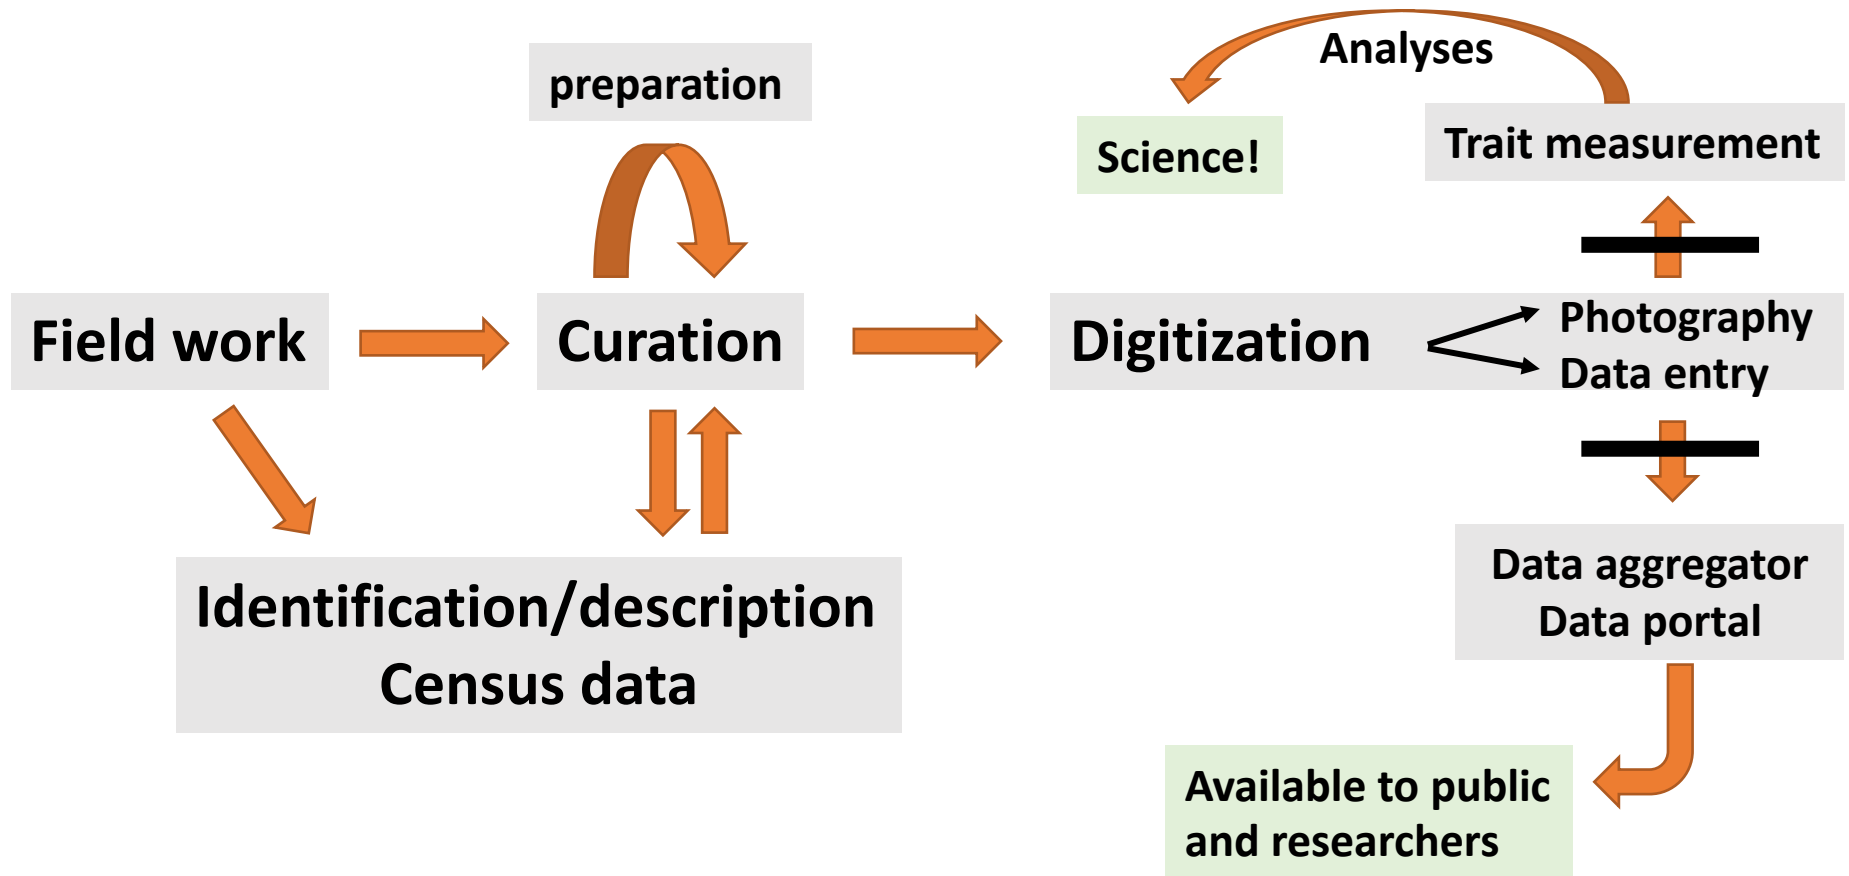 Analyses
preparation
Science!
Trait measurement
Field work
Curation
Digitization
Photography
Data entry
Identification/description
Census data
Data aggregator
Data portal
Available to public
and researchers